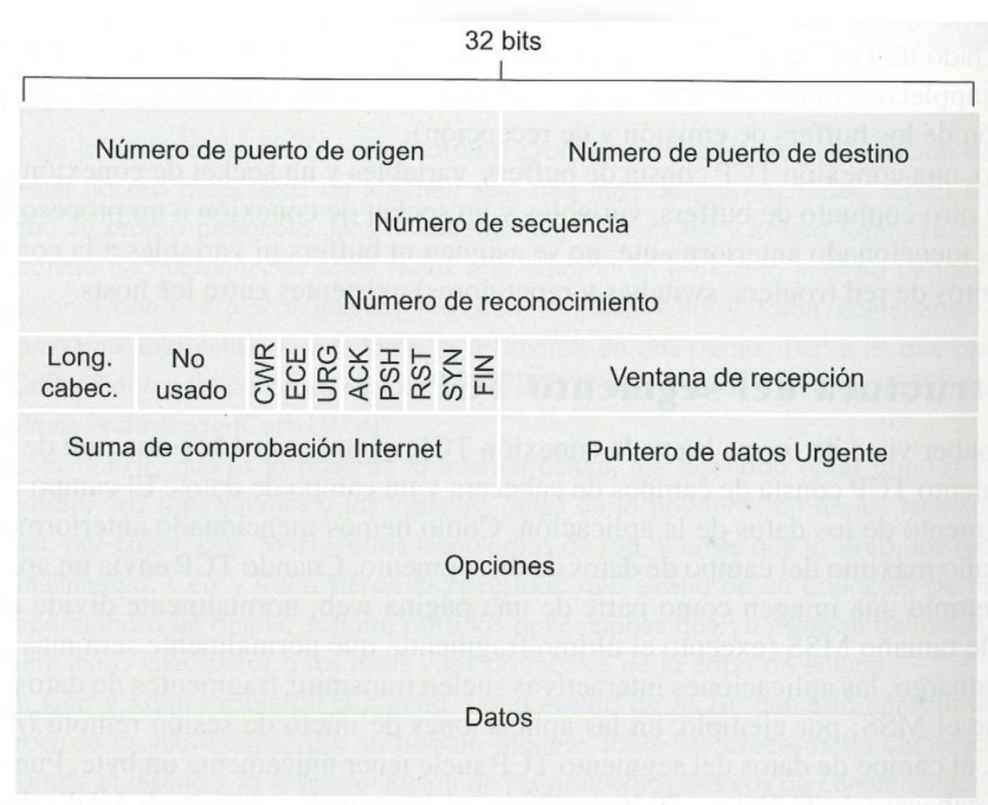 32 bits
Número de puerto de origen
Número de puerto de destino
Número de secuencia
Número de reconocimiento
Long.
cabec.
No
usado
CWR
ECE
URG
ACK
PSH
RST
SYN
FIN
Ventana de recepción
Suma de comprobación Internet
Puntero de datos Urgente
Opciones
Datos